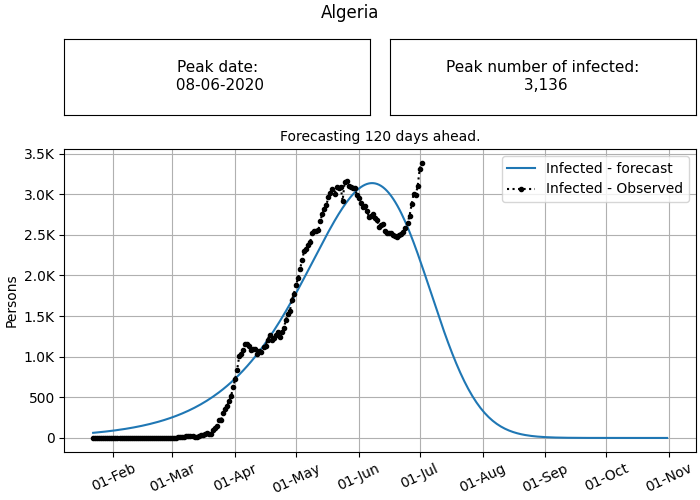 Algeria
Peak date:
08-06-2020
Peak number of infected:
3,136
Forecasting 120 days ahead.
Infected - forecast
Infected - Observed
3.5K
3.0K
2.5K
2.0K
1.5K
1.0K
500
0
Persons
01-Feb
01-Mar
01-Apr
01-May
01-Jun
01-Jul
01-Aug
01-Sep
01-Oct
01-Nov